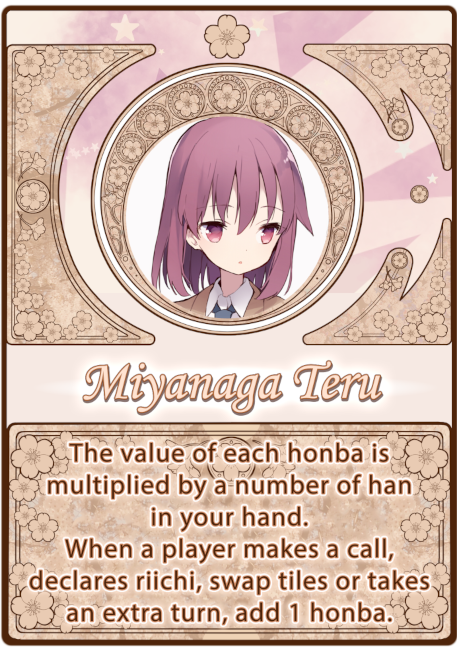 Miyanaga Teru
The value of each honba is
multiplied by a number of han
in your hand.
When a player makes a call,
declares riichi, swap tiles or takes
an extra turn, add 1 honba.